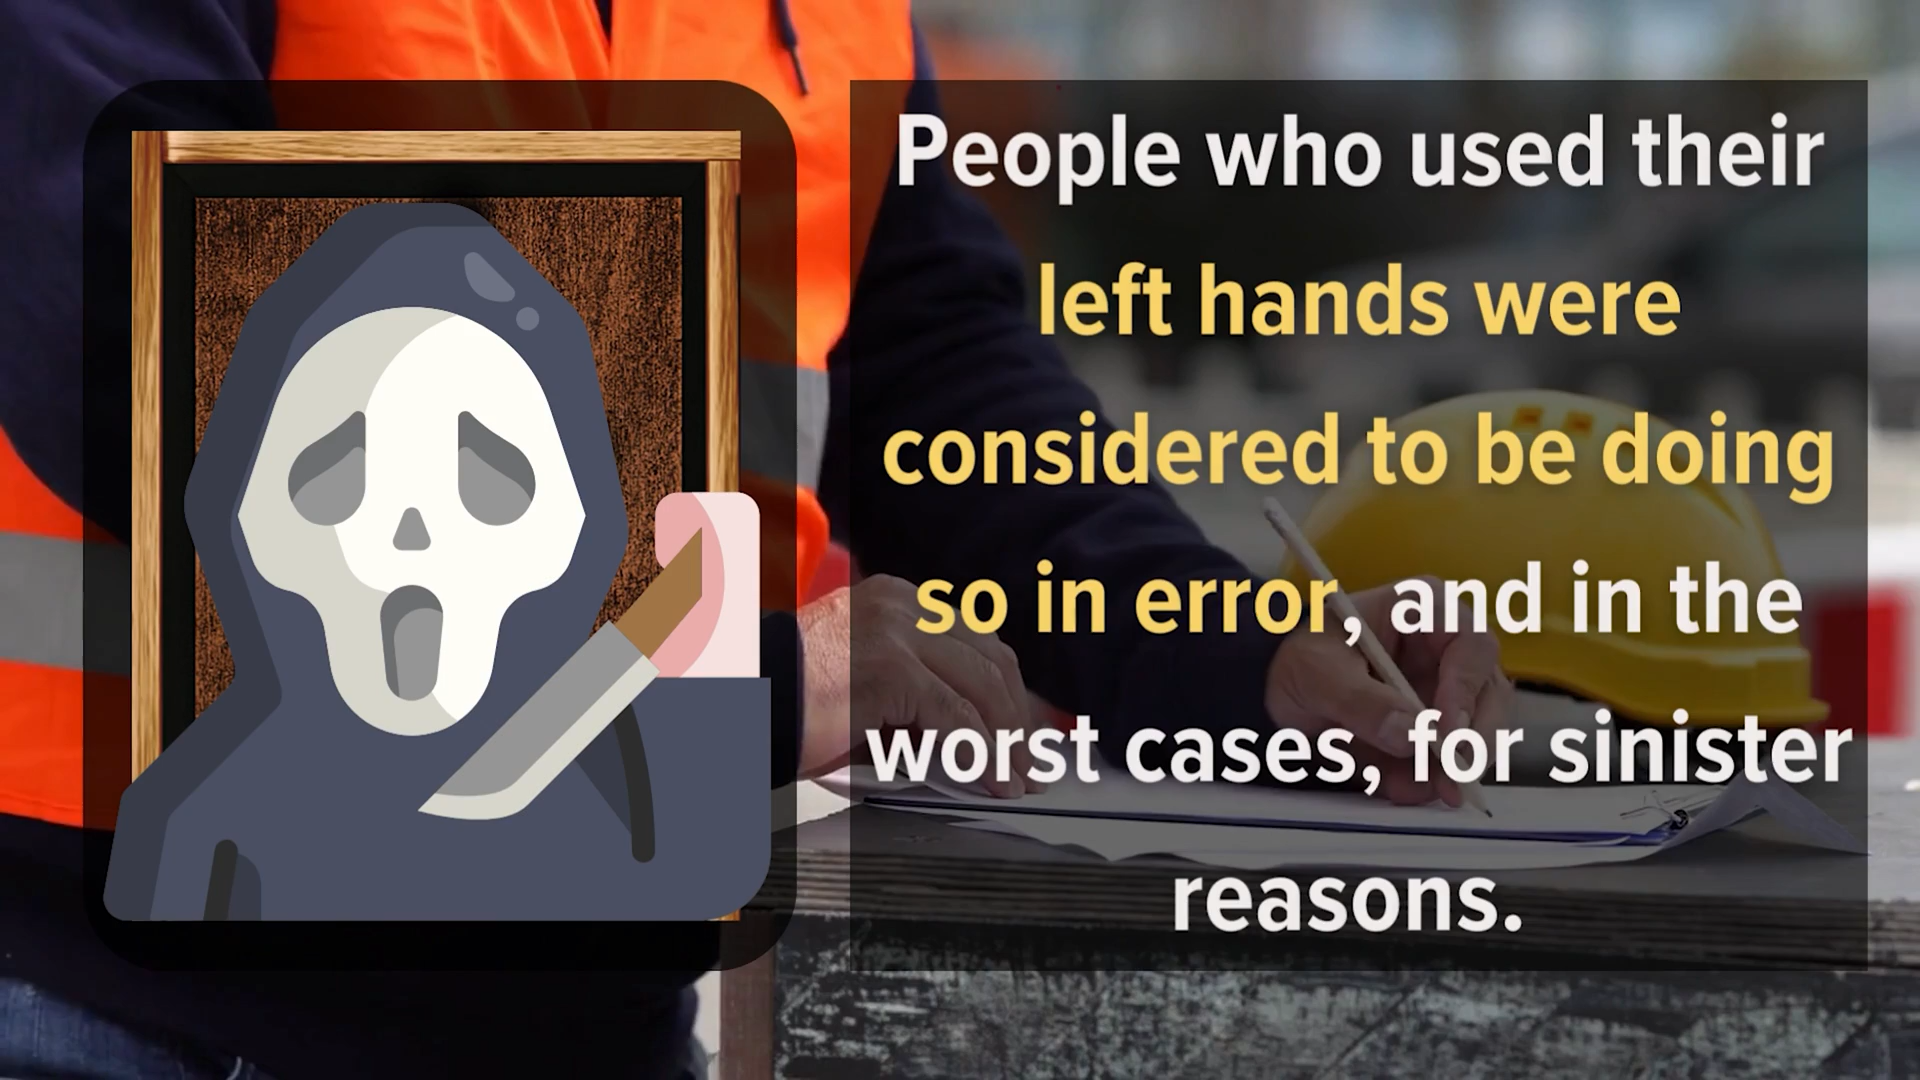 People who used their
left hands were
considered to be doing
so in error, and in the
worst cases, for sinister
reasons.